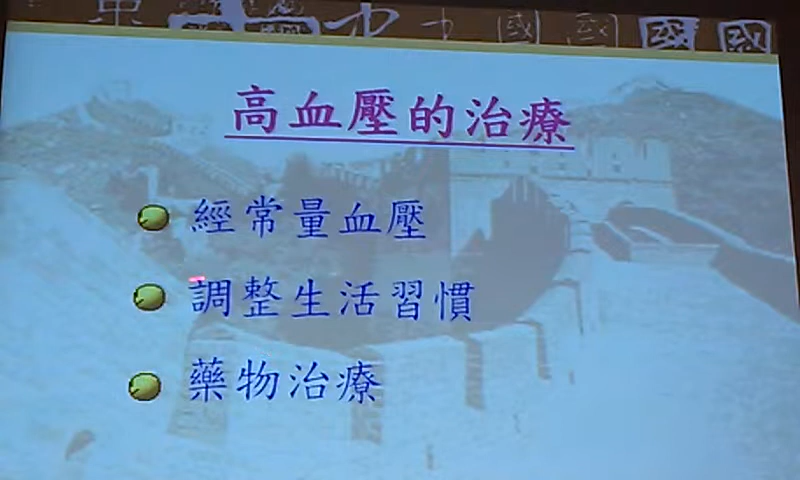 高血壓的治療
經常量血壓
調整生活習慣
藥物治療